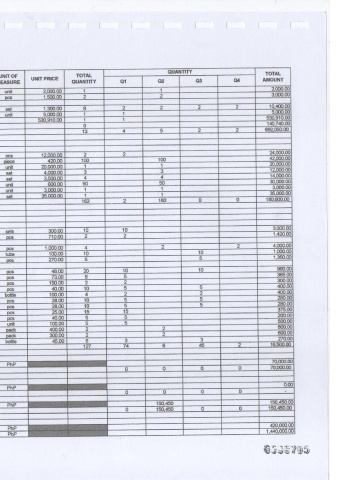 UNIT OF MEASURE UNIT PRICE TOTAL QUANTITY QUANTITY TOTAL AMOUNT
Q1 Q2 Q3 Q4
unit 2,000.00 1 1 2,000.00
pcs 1,500.00 2 2 3,000.00
set 1,300.00 8 2 2 2 2 10,400.00
unit 5,000.00 1 1 5,000.00
530,910.00 1 1 530,910.00
0 140,740.00
13 4 5 2 2
pcs 12,000.00 2 2 24,000.00
piece 420.00 100 100 42,000.00
unit 20,000.00 1 1 20,000.00
set 4,000.00 3 3 12,000.00
set 3,500.00 4 4 14,000.00
unit 600.00 50 50 30,000.00
unit 3,000.00 1 1 3,000.00
set 35,000.00 1 1 35,000.00
162 2 160 0 0 180,000.00
sets 300.00 10 10 3,000.00
pcs 710.00 2 2 1,420.00
pcs 1,000.00 4 2 2 4,000.00
tube 100.00 10 10 1,000.00
pcs 270.00 5 5 1,350.00
pcs 48.00 20 10 10 960.00
pcs 73.00 5 5 365.00
pcs 150.00 2 2 300.00
pcs 40.00 10 5 5 400.00
bottle 100.00 4 2 2 400.00
pcs 28.00 10 5 5 280.00
pcs 28.00 10 5 5 280.00
pcs 25.00 15 15 375.00
pcs 40.00 5 5 200.00
unit 100.00 5 5 500.00
pack 400.00 2 2 800.00
pack 300.00 2 2 600.00
bottle 45.00 6 3 3 270.00
127 74 6 45 2
PhP 70,000.00
0 0 0 0 70,000.00
PhP 0.00
0 0 0 0 -
PhP 150,450 150,450.00
0 150,450 0 0 150,450.00
PhP 420,000.00
PhP 1,440,000.00